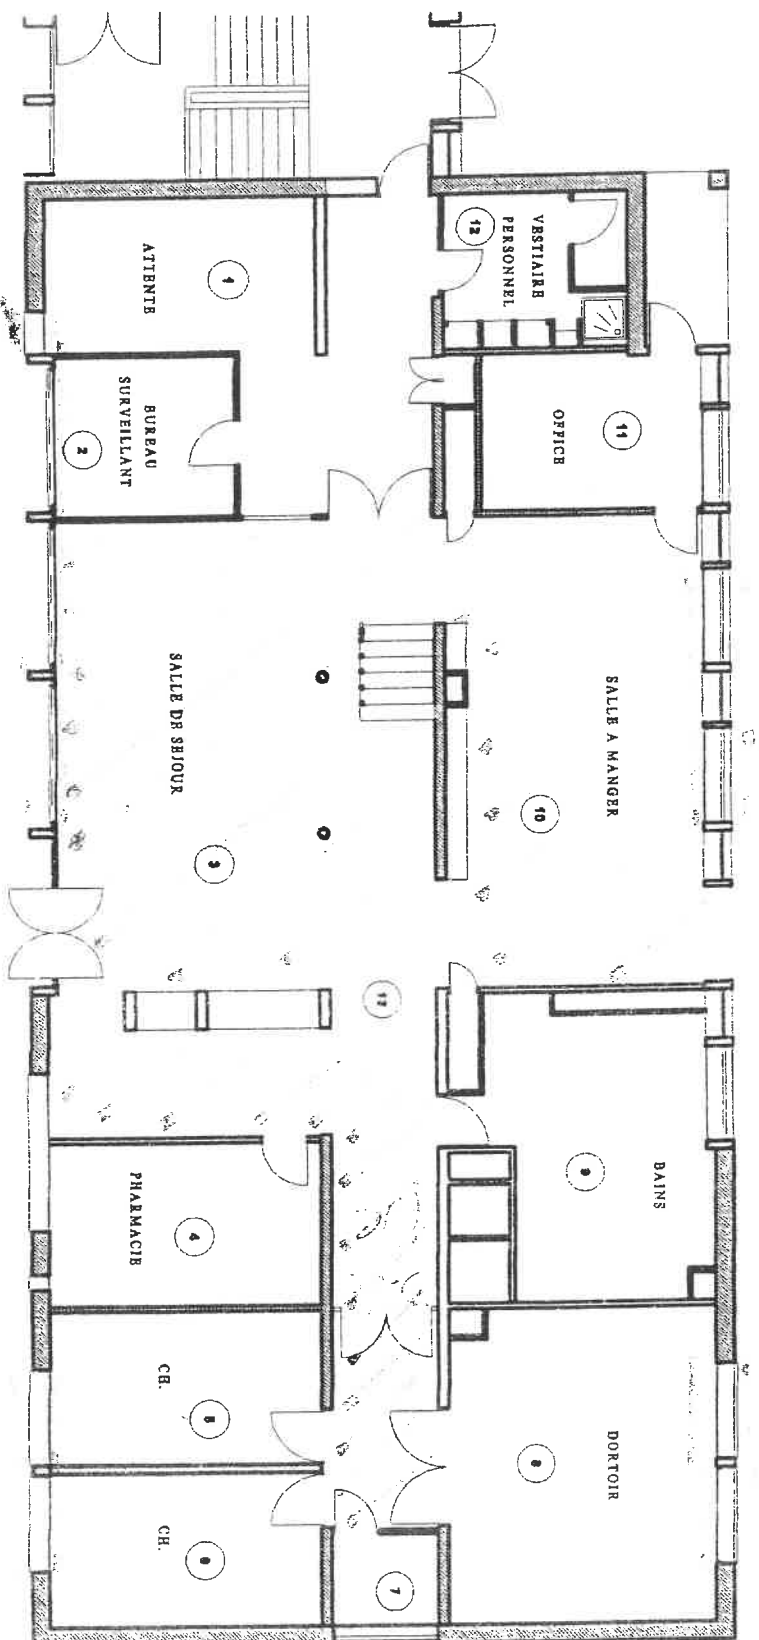 VESTIAIRE
PERSONNEL
12
11
OFFICE
SALLE A MANGER
10
BAINS
9
DORTOIR
8
7
1
ATTENTE
BUREAU
SURVEILLANT
2
SALLE DE SEJOUR
3
4
PHARMACIE
CH.
5
CH.
6